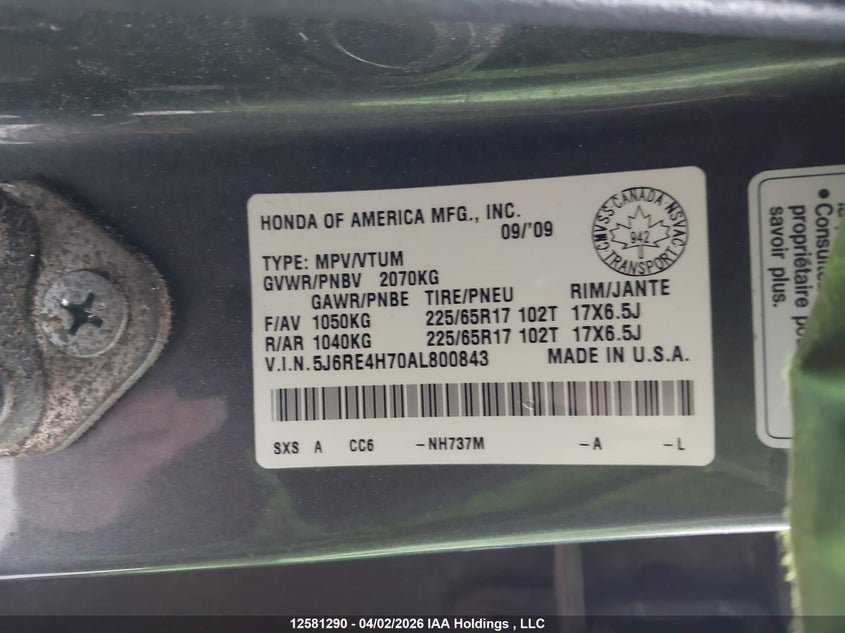 HONDA OF AMERICA MFG., INC.
09/'09
CMVSS·CANADA·NSVAC
942
TRANSPORT
TYPE: MPV/VTUM
GVWR/PNBV 2070KG
GAWR/PNBE TIRE/PNEU RIM/JANTE
F/AV 1050KG 225/65R17 102T 17X6.5J
R/AR 1040KG 225/65R17 102T 17X6.5J
V.I.N.5J6RE4H70AL800843 MADE IN U.S.A.
SXS A CC6 -NH737M -A -L
• Consultez
propriétaire po
savoir plus.
12581290 - 04/02/2026 IAA Holdings , LLC